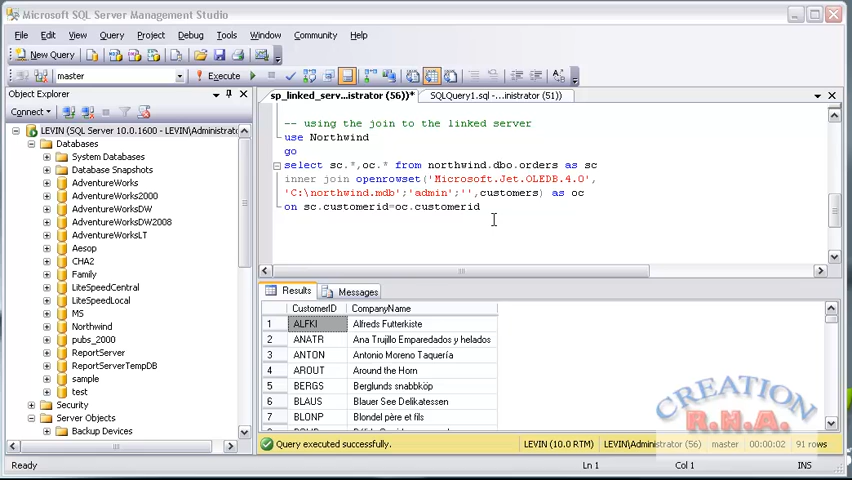 Microsoft SQL Server Management Studio
File Edit View Query Project Debug Tools Window Community Help
New Query
master Execute
Object Explorer
Connect
LEVIN (SQL Server 10.0.1600 - LEVIN\Administrato
Databases
System Databases
Database Snapshots
AdventureWorks
AdventureWorks2000
AdventureWorksDW
AdventureWorksDW2008
AdventureWorksLT
Aesop
CHA2
Family
LiteSpeedCentral
LiteSpeedLocal
MS
Northwind
pubs_2000
ReportServer
ReportServerTempDB
sample
test
Security
Server Objects
Backup Devices
sp_linked_serv...istrator (56))* SQLQuery1.sql -...inistrator (51))
-- using the join to the linked server
use Northwind
go
select sc.*,oc.* from northwind.dbo.orders as sc
inner join openrowset('Microsoft.Jet.OLEDB.4.0',
'C:\northwind.mdb';'admin';'',customers) as oc
on sc.customerid=oc.customerid
Results Messages
CustomerID CompanyName
1 ALFKI Alfreds Futterkiste
2 ANATR Ana Trujillo Emparedados y helados
3 ANTON Antonio Moreno Taquería
4 AROUT Around the Horn
5 BERGS Berglunds snabbköp
6 BLAUS Blauer See Delikatessen
7 BLONP Blondel père et fils
CREATION
R.H.A.
Query executed successfully. LEVIN (10.0 RTM) LEVIN\Administrator (56) master 00:00:02 91 rows
Ready Ln 1 Col 1 INS